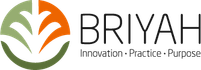 BRIYAH
Innovation • Practice • Purpose